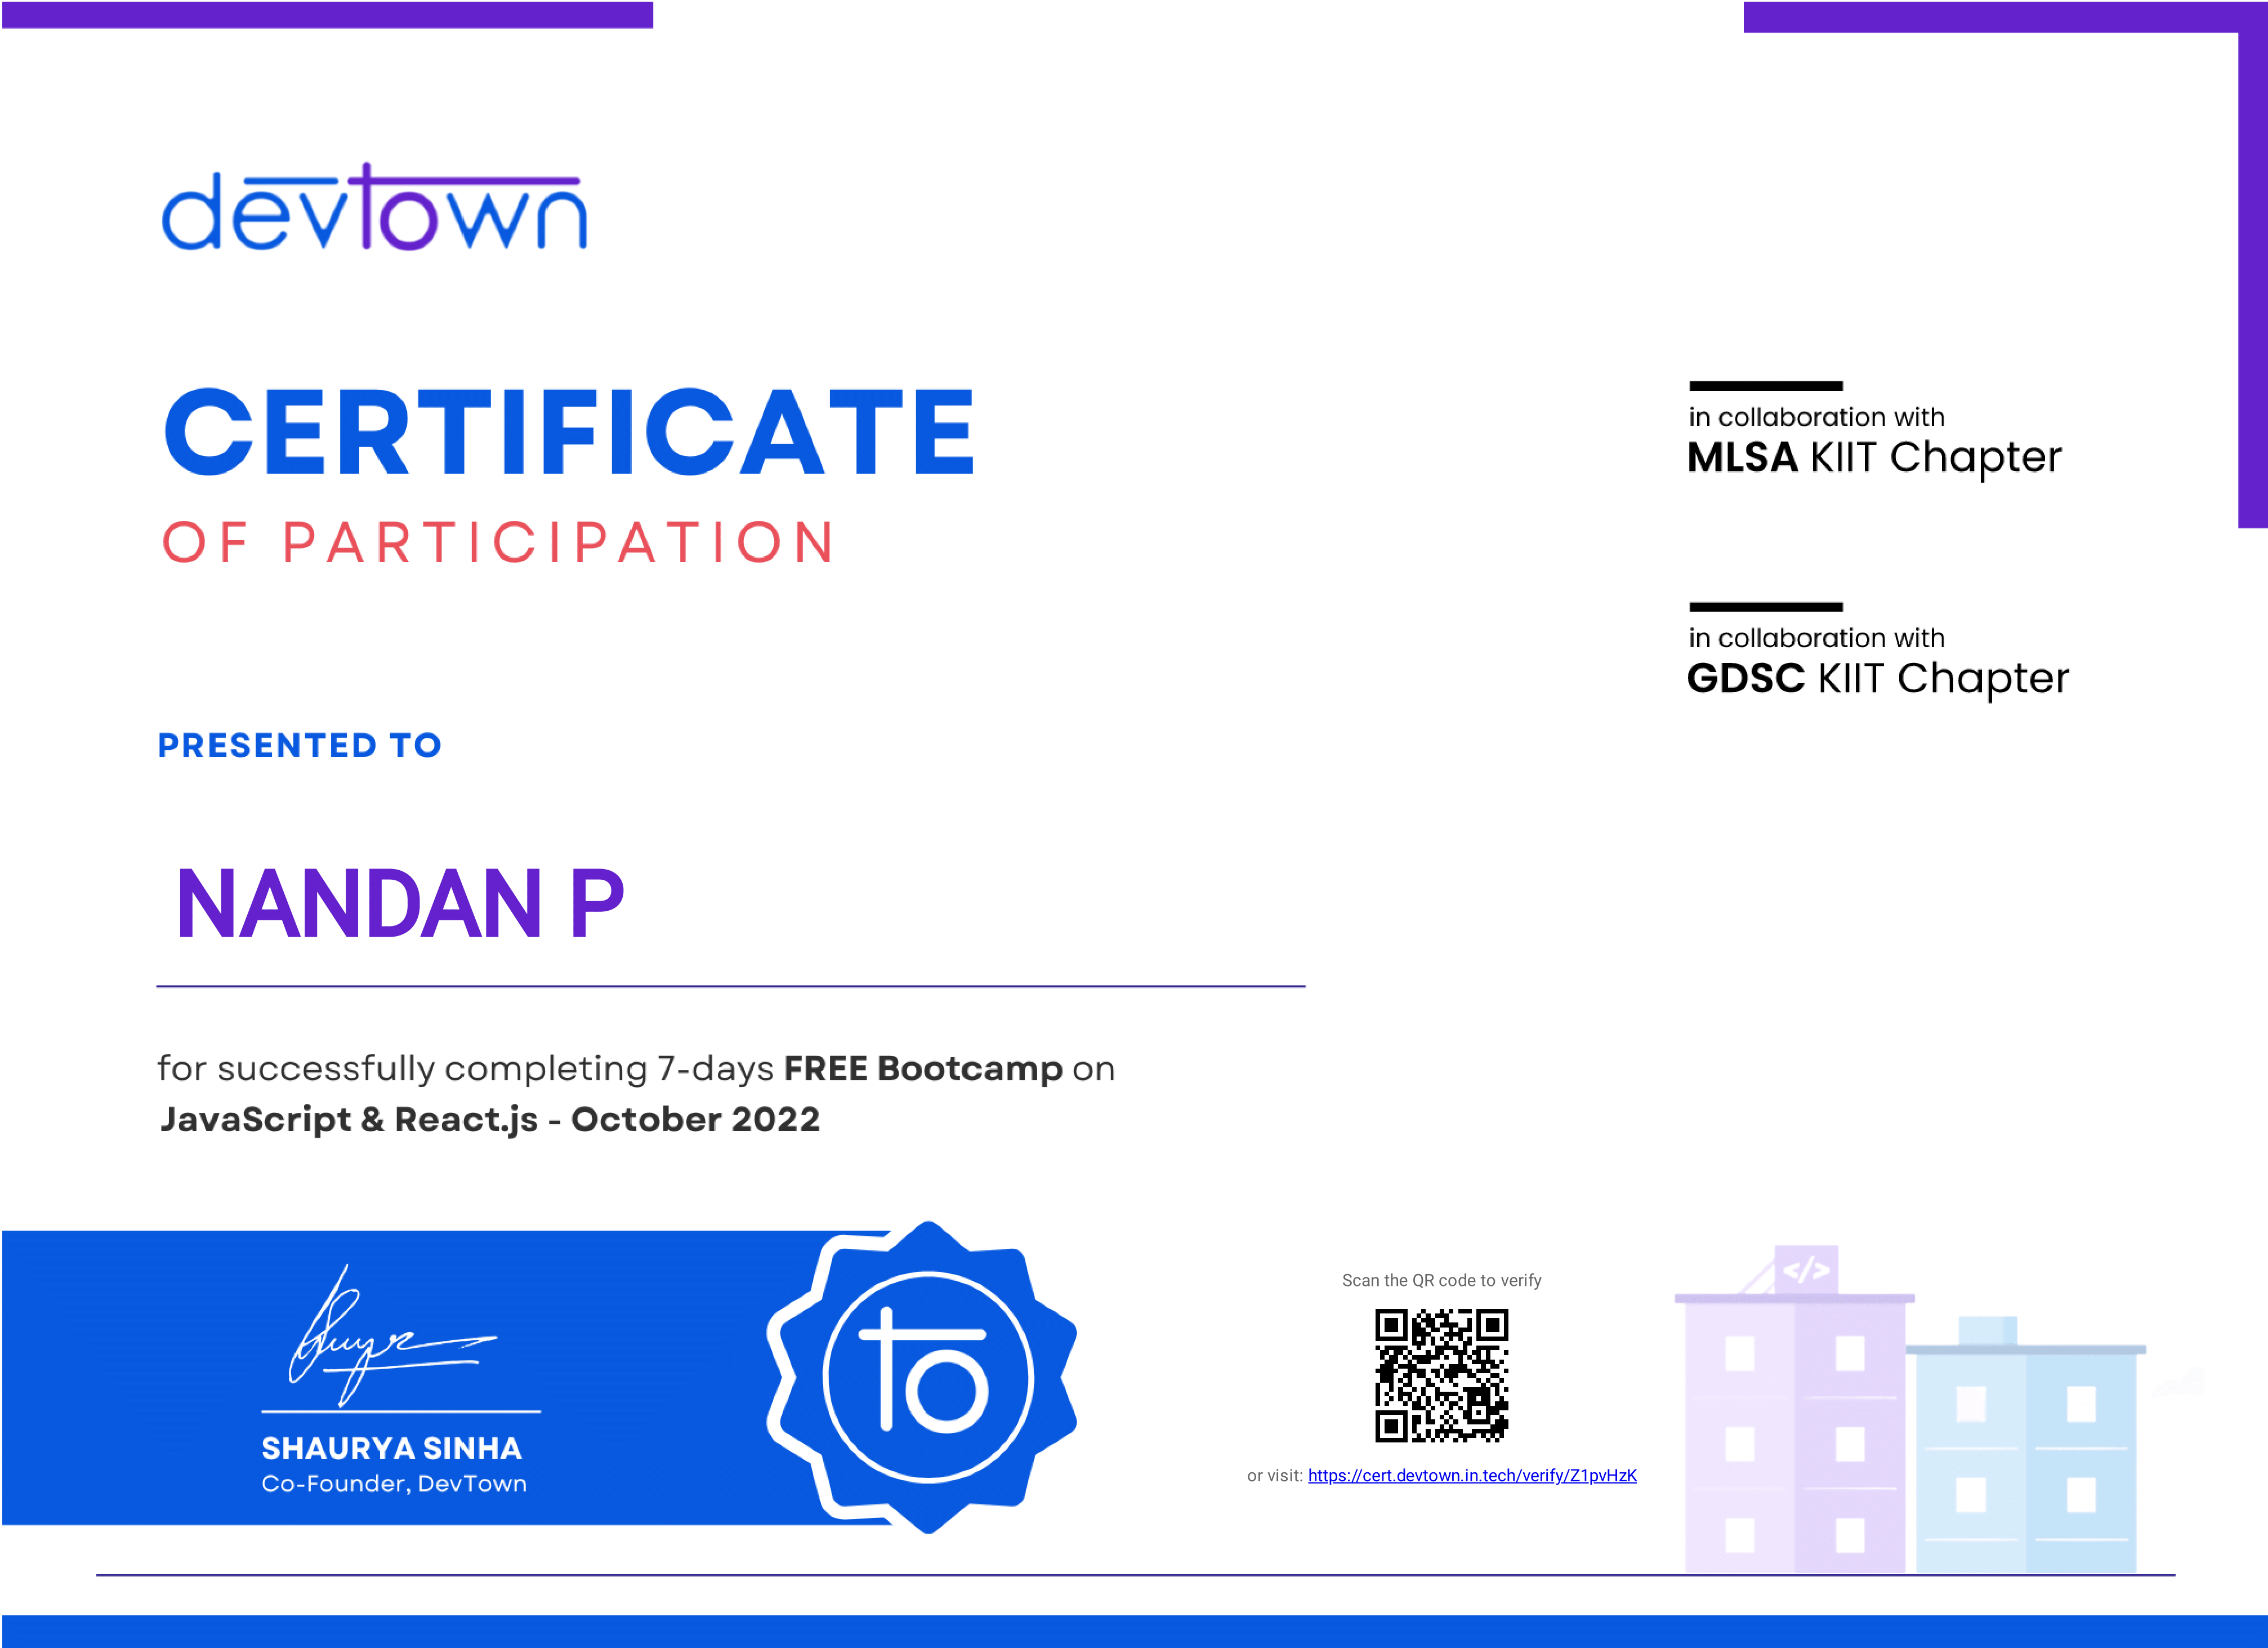 devtown
CERTIFICATE
OF PARTICIPATION
in collaboration with
MLSA KIIT Chapter
in collaboration with
GDSC KIIT Chapter
PRESENTED TO
NANDAN P
for successfully completing 7-days FREE Bootcamp on
JavaScript & React.js - October 2022
SHAURYA SINHA
Co-Founder, DevTown
to
Scan the QR code to verify
or visit: https://cert.devtown.in.tech/verify/Z1pvHzK
</>